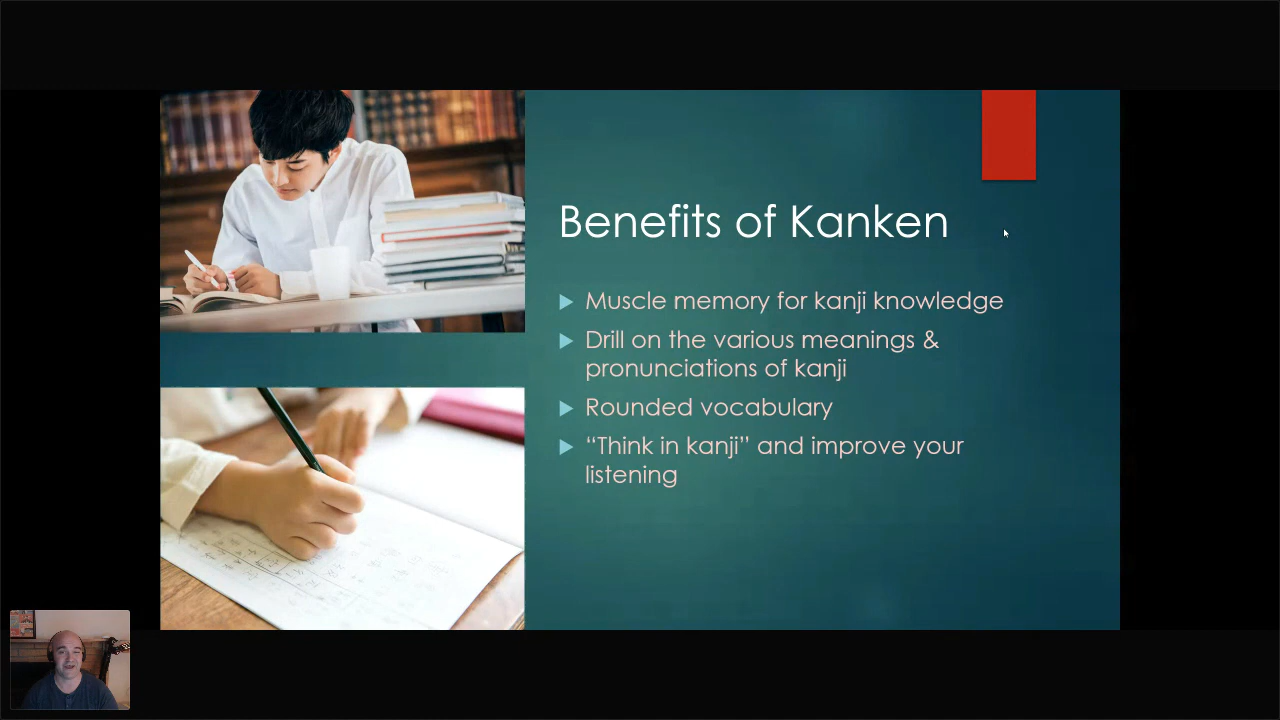 Benefits of Kanken
Muscle memory for kanji knowledge
Drill on the various meanings &
pronunciations of kanji
Rounded vocabulary
“Think in kanji” and improve your
listening